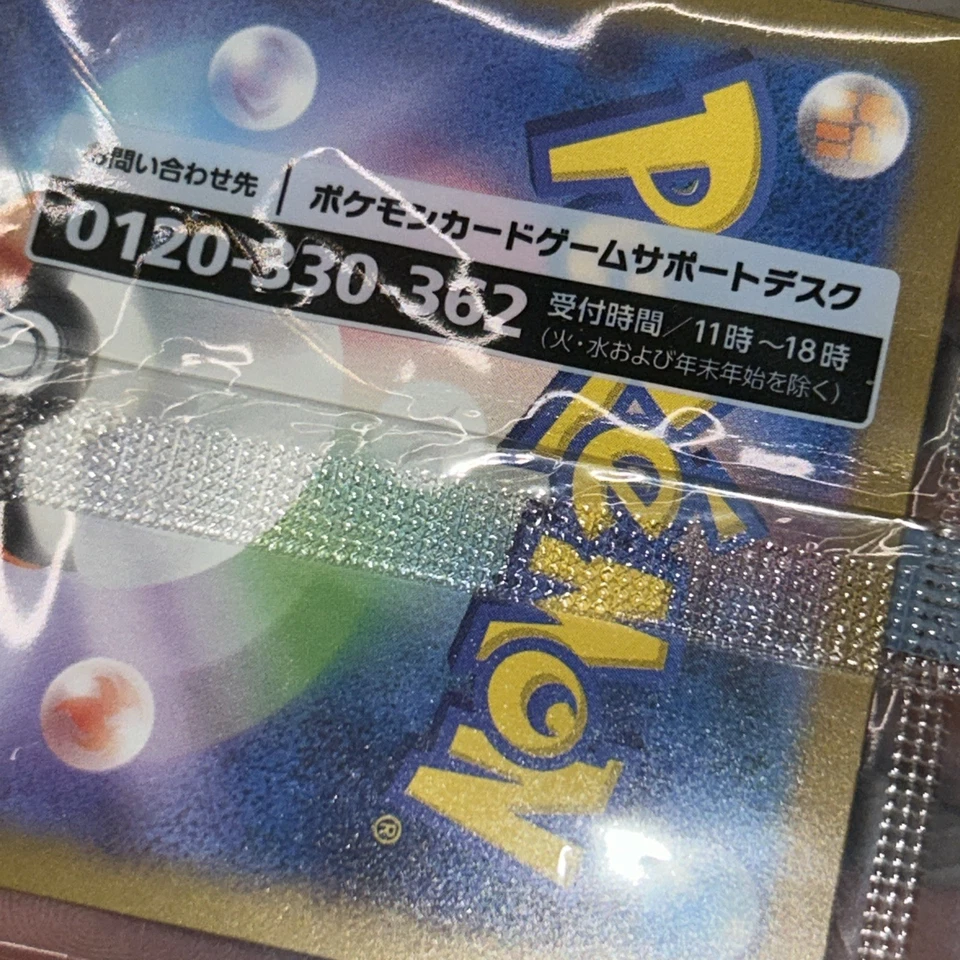 お問い合わせ先 | ポケモンカードゲームサポートデスク
0120-330-362 受付時間/11時~18時
(火・水および年末年始を除く)
Pokémon
®